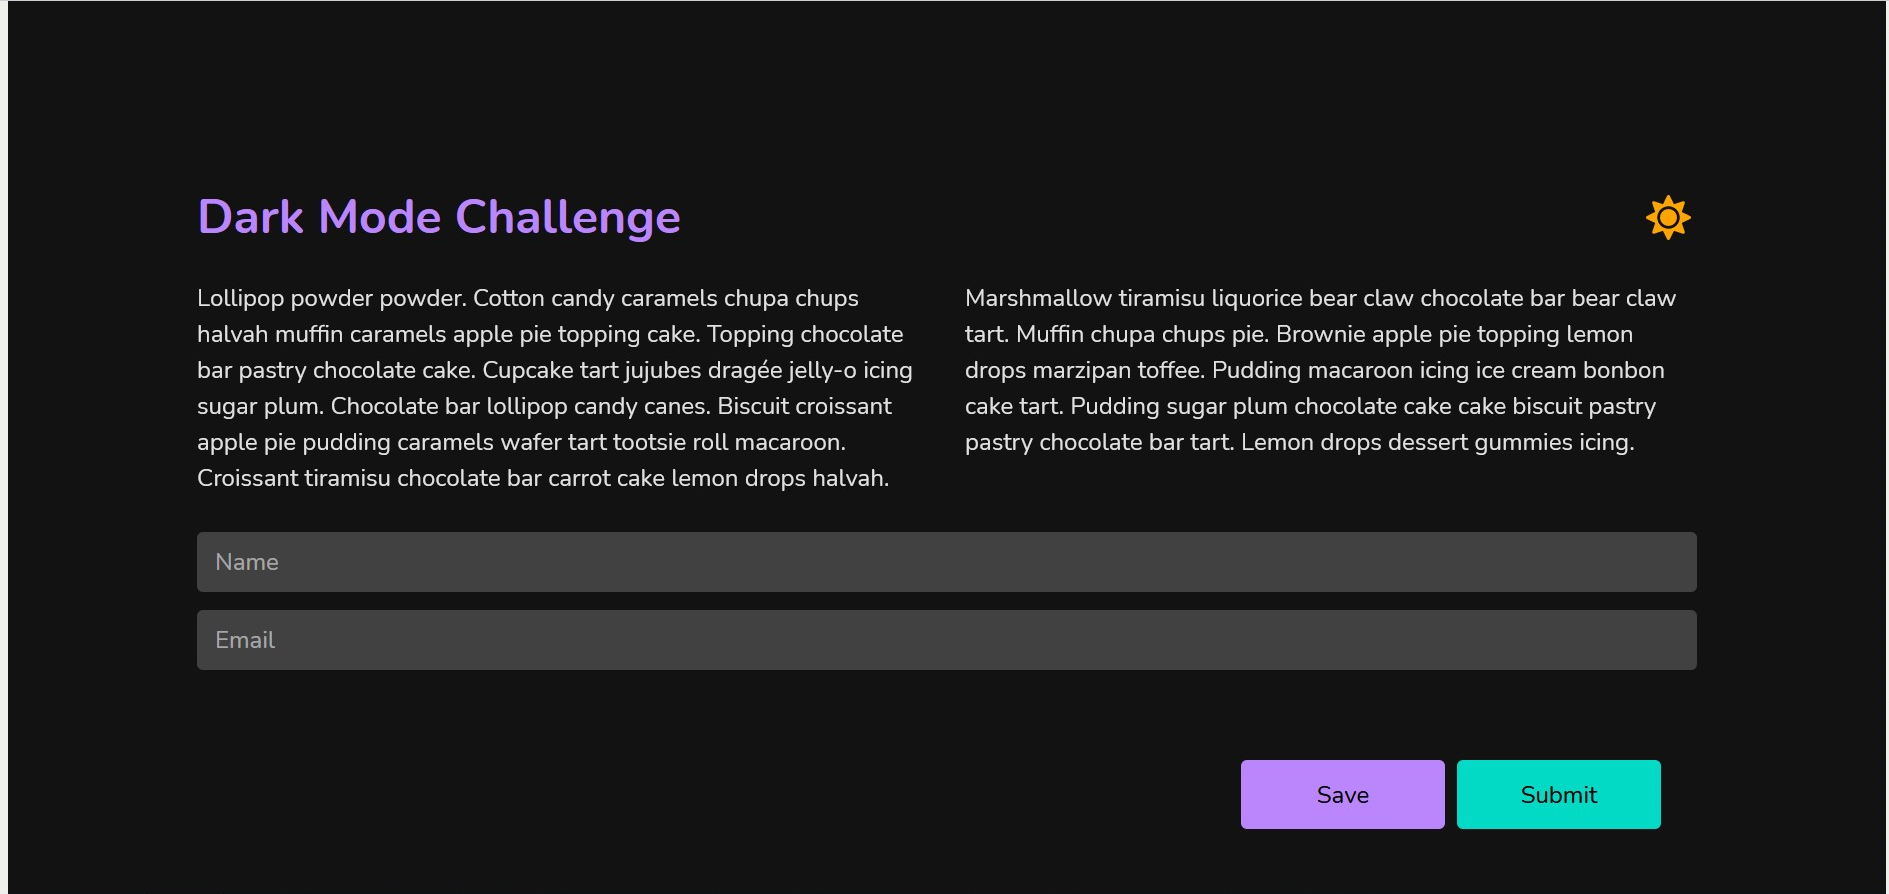 Dark Mode Challenge
Lollipop powder powder. Cotton candy caramels chupa chups
halvah muffin caramels apple pie topping cake. Topping chocolate
bar pastry chocolate cake. Cupcake tart jujubes dragée jelly-o icing
sugar plum. Chocolate bar lollipop candy canes. Biscuit croissant
apple pie pudding caramels wafer tart tootsie roll macaroon.
Croissant tiramisu chocolate bar carrot cake lemon drops halvah.
Marshmallow tiramisu liquorice bear claw chocolate bar bear claw
tart. Muffin chupa chups pie. Brownie apple pie topping lemon
drops marzipan toffee. Pudding macaroon icing ice cream bonbon
cake tart. Pudding sugar plum chocolate cake cake biscuit pastry
pastry chocolate bar tart. Lemon drops dessert gummies icing.
Name
Email
Save
Submit